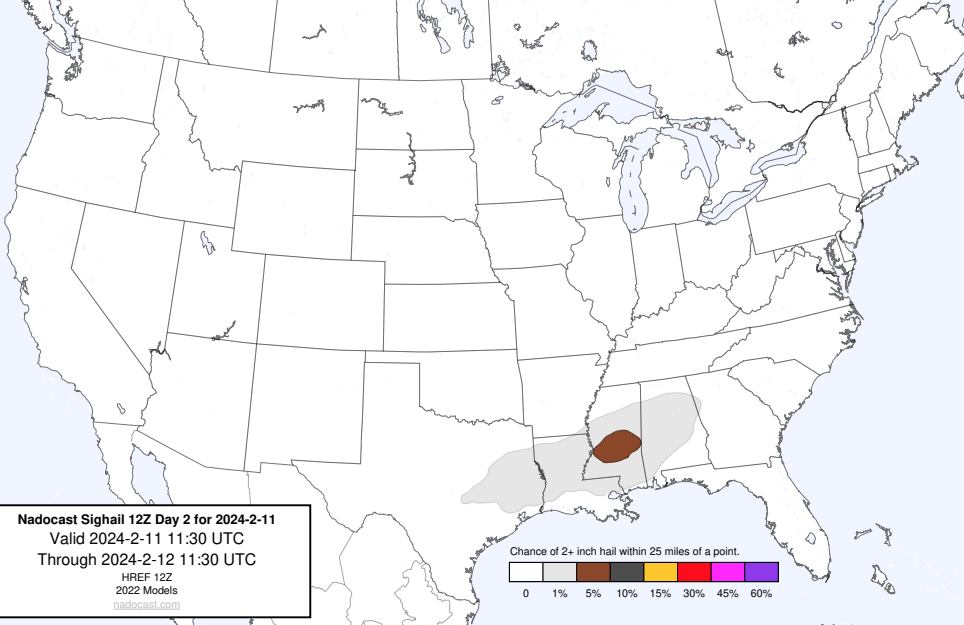 Nadocast Sighail 12Z Day 2 for 2024-2-11
Valid 2024-2-11 11:30 UTC
Through 2024-2-12 11:30 UTC
HREF 12Z
2022 Models
nadocast.com
Chance of 2+ inch hail within 25 miles of a point.
0 1% 5% 10% 15% 30% 45% 60%